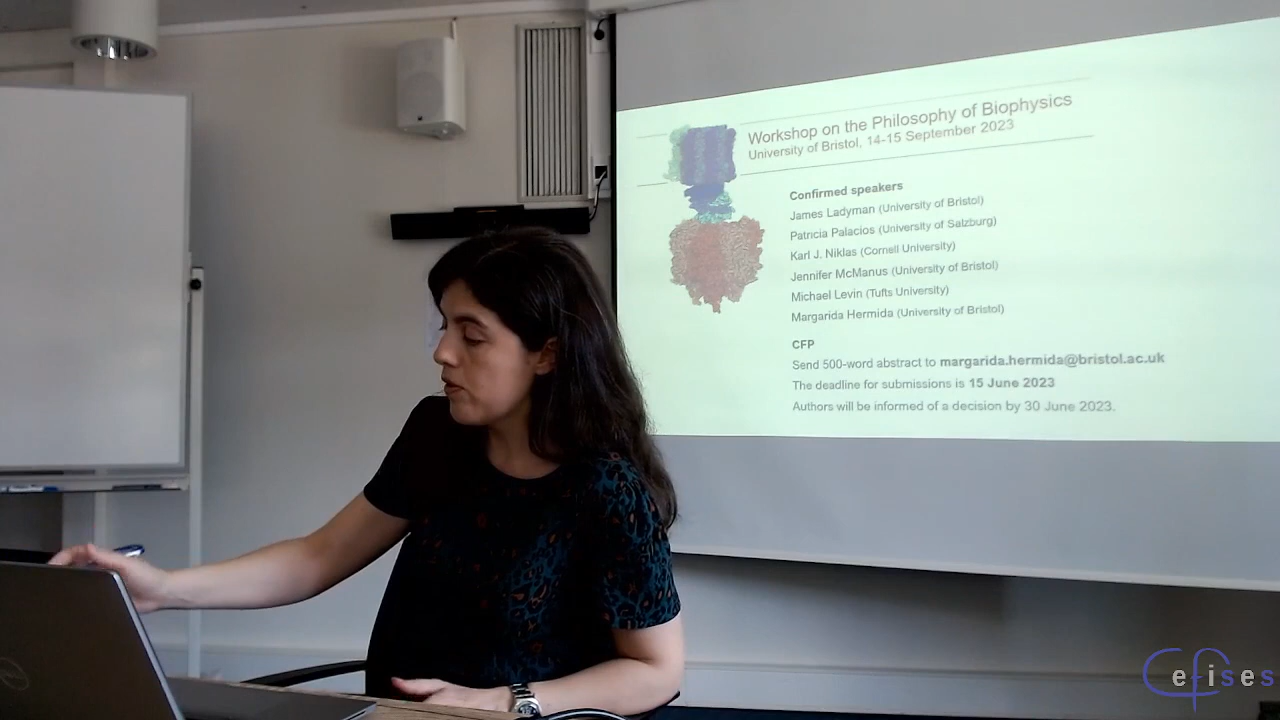 Workshop on the Philosophy of Biophysics
University of Bristol, 14-15 September 2023
Confirmed speakers
James Ladyman (University of Bristol)
Patricia Palacios (University of Salzburg)
Karl J. Niklas (Cornell University)
Jennifer McManus (University of Bristol)
Michael Levin (Tufts University)
Margarida Hermida (University of Bristol)
CFP
Send 500-word abstract to margarida.hermida@bristol.ac.uk
The deadline for submissions is 15 June 2023
Authors will be informed of a decision by 30 June 2023.
Cefises